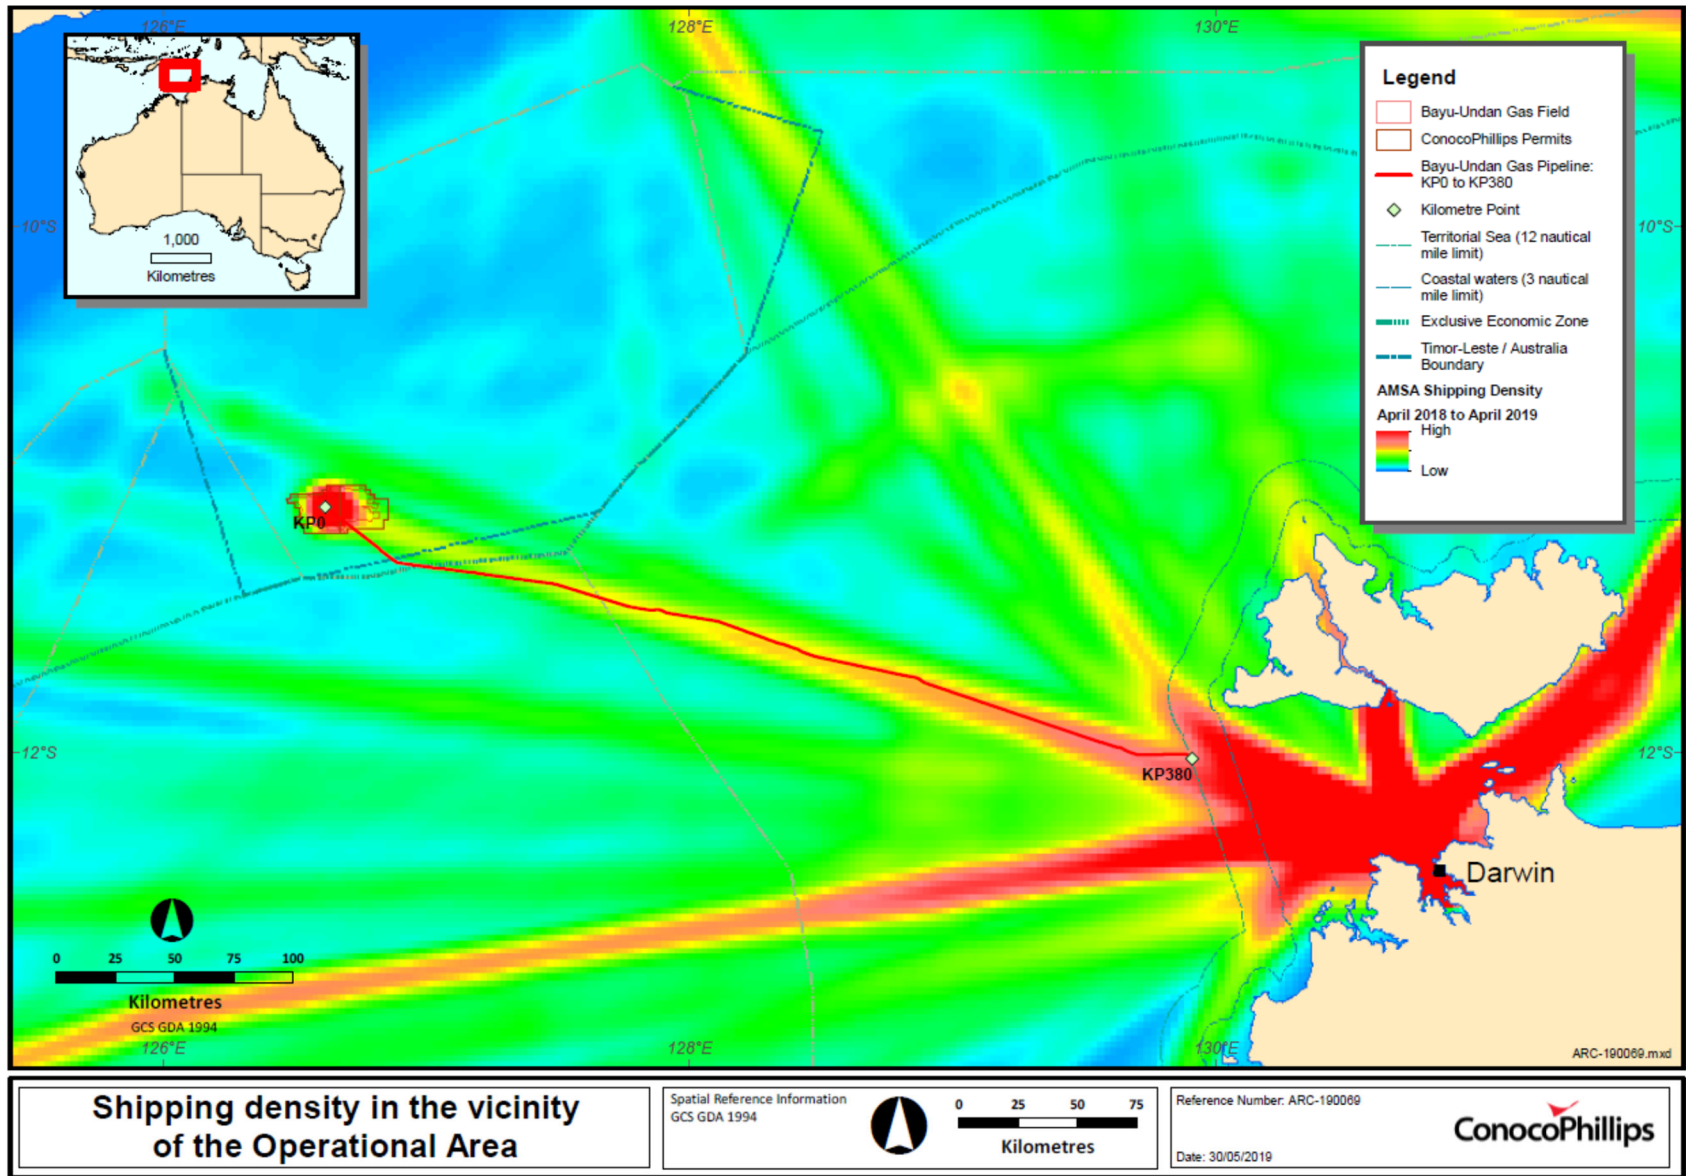 126°E
128°E
130°E
10°S
10°S
12°S
12°S
126°E
128°E
130°E
1,000
Kilometres
Legend
Bayu-Undan Gas Field
ConocoPhillips Permits
Bayu-Undan Gas Pipeline:
KP0 to KP380
Kilometre Point
Territorial Sea (12 nautical
mile limit)
Coastal waters (3 nautical
mile limit)
Exclusive Economic Zone
Timor-Leste / Australia
Boundary
AMSA Shipping Density
April 2018 to April 2019
High
Low
KP0
KP380
Darwin
0 25 50 75 100
Kilometres
GCS GDA 1994
ARC-190069.mxd
Shipping density in the vicinity
of the Operational Area
Spatial Reference Information
GCS GDA 1994
0 25 50 75
Kilometres
Reference Number: ARC-190069
Date: 30/05/2019
ConocoPhillips